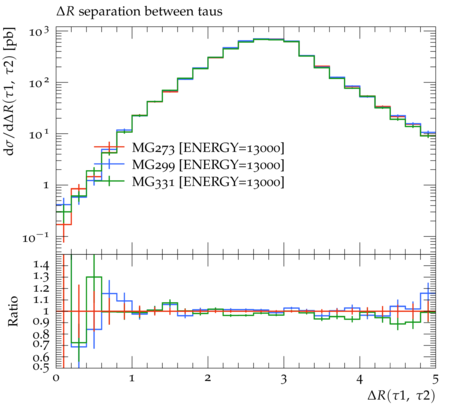 ΔR separation between taus
dσ/dΔR(τ1, τ2) [pb]
10³
10²
10¹
1
10⁻¹
MG273 [ENERGY=13000]
MG299 [ENERGY=13000]
MG331 [ENERGY=13000]
Ratio
1.4
1.3
1.2
1.1
1
0.9
0.8
0.7
0.6
0.5
0 1 2 3 4 5
ΔR(τ1, τ2)